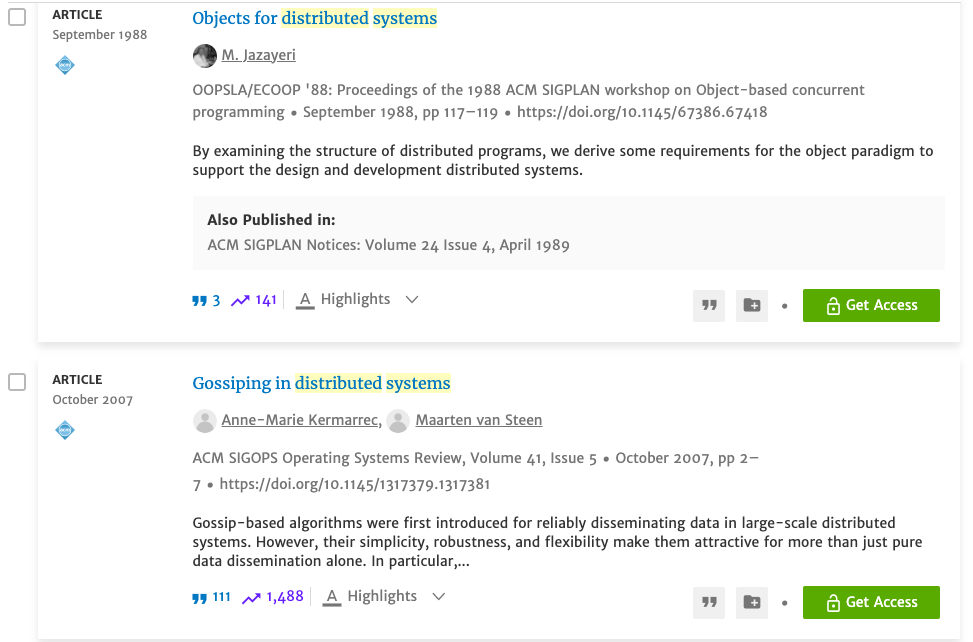 ARTICLE
September 1988
acm
Objects for distributed systems
M. Jazayeri
OOPSLA/ECOOP '88: Proceedings of the 1988 ACM SIGPLAN workshop on Object-based concurrent
programming • September 1988, pp 117–119 • https://doi.org/10.1145/67386.67418
By examining the structure of distributed programs, we derive some requirements for the object paradigm to
support the design and development distributed systems.
Also Published in:
ACM SIGPLAN Notices: Volume 24 Issue 4, April 1989
3 141 A Highlights
• Get Access
ARTICLE
October 2007
acm
Gossiping in distributed systems
Anne-Marie Kermarrec, Maarten van Steen
ACM SIGOPS Operating Systems Review, Volume 41, Issue 5 • October 2007, pp 2–
7 • https://doi.org/10.1145/1317379.1317381
Gossip-based algorithms were first introduced for reliably disseminating data in large-scale distributed
systems. However, their simplicity, robustness, and flexibility make them attractive for more than just pure
data dissemination alone. In particular,...
111 1,488 A Highlights
• Get Access